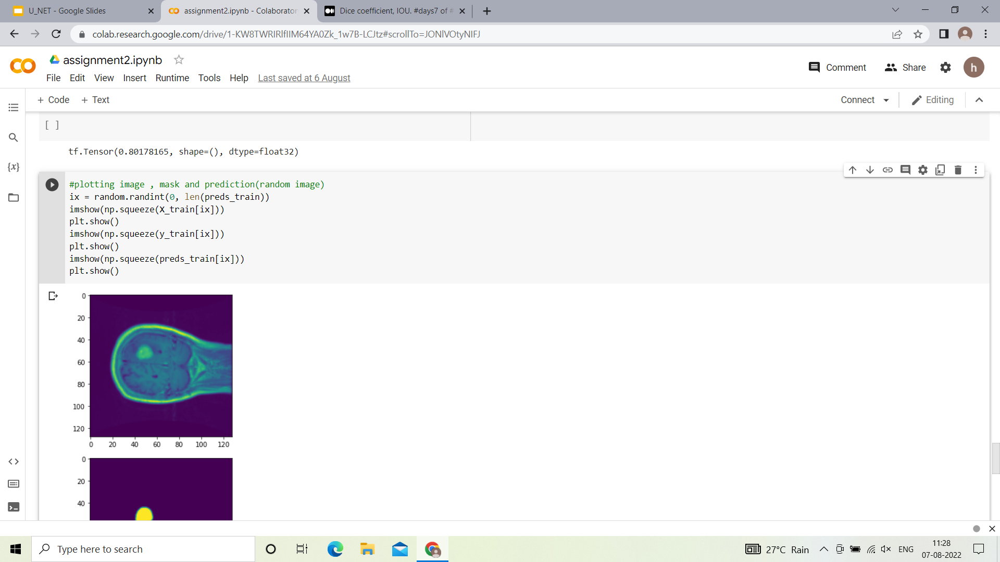 U_NET - Google Slides
assignment2.ipynb - Colaborator
Dice coefficient, IOU. #days7 of #
colab.research.google.com/drive/1-KW8TWRIRlflIM64YA0Zk_1w7B-LCJtz#scrollTo=JONlVOtyNIFJ
assignment2.ipynb
Comment
Share
h
File Edit View Insert Runtime Tools Help Last saved at 6 August
+ Code + Text
Connect
Editing
[ ]
tf.Tensor(0.80178165, shape=(), dtype=float32)
{x}
#plotting image , mask and prediction(random image)
ix = random.randint(0, len(preds_train))
imshow(np.squeeze(X_train[ix]))
plt.show()
imshow(np.squeeze(y_train[ix]))
plt.show()
imshow(np.squeeze(preds_train[ix]))
plt.show()
0
20
40
60
80
100
120
0 20 40 60 80 100 120
0
20
40
Type here to search
27°C Rain
ENG
11:28
07-08-2022